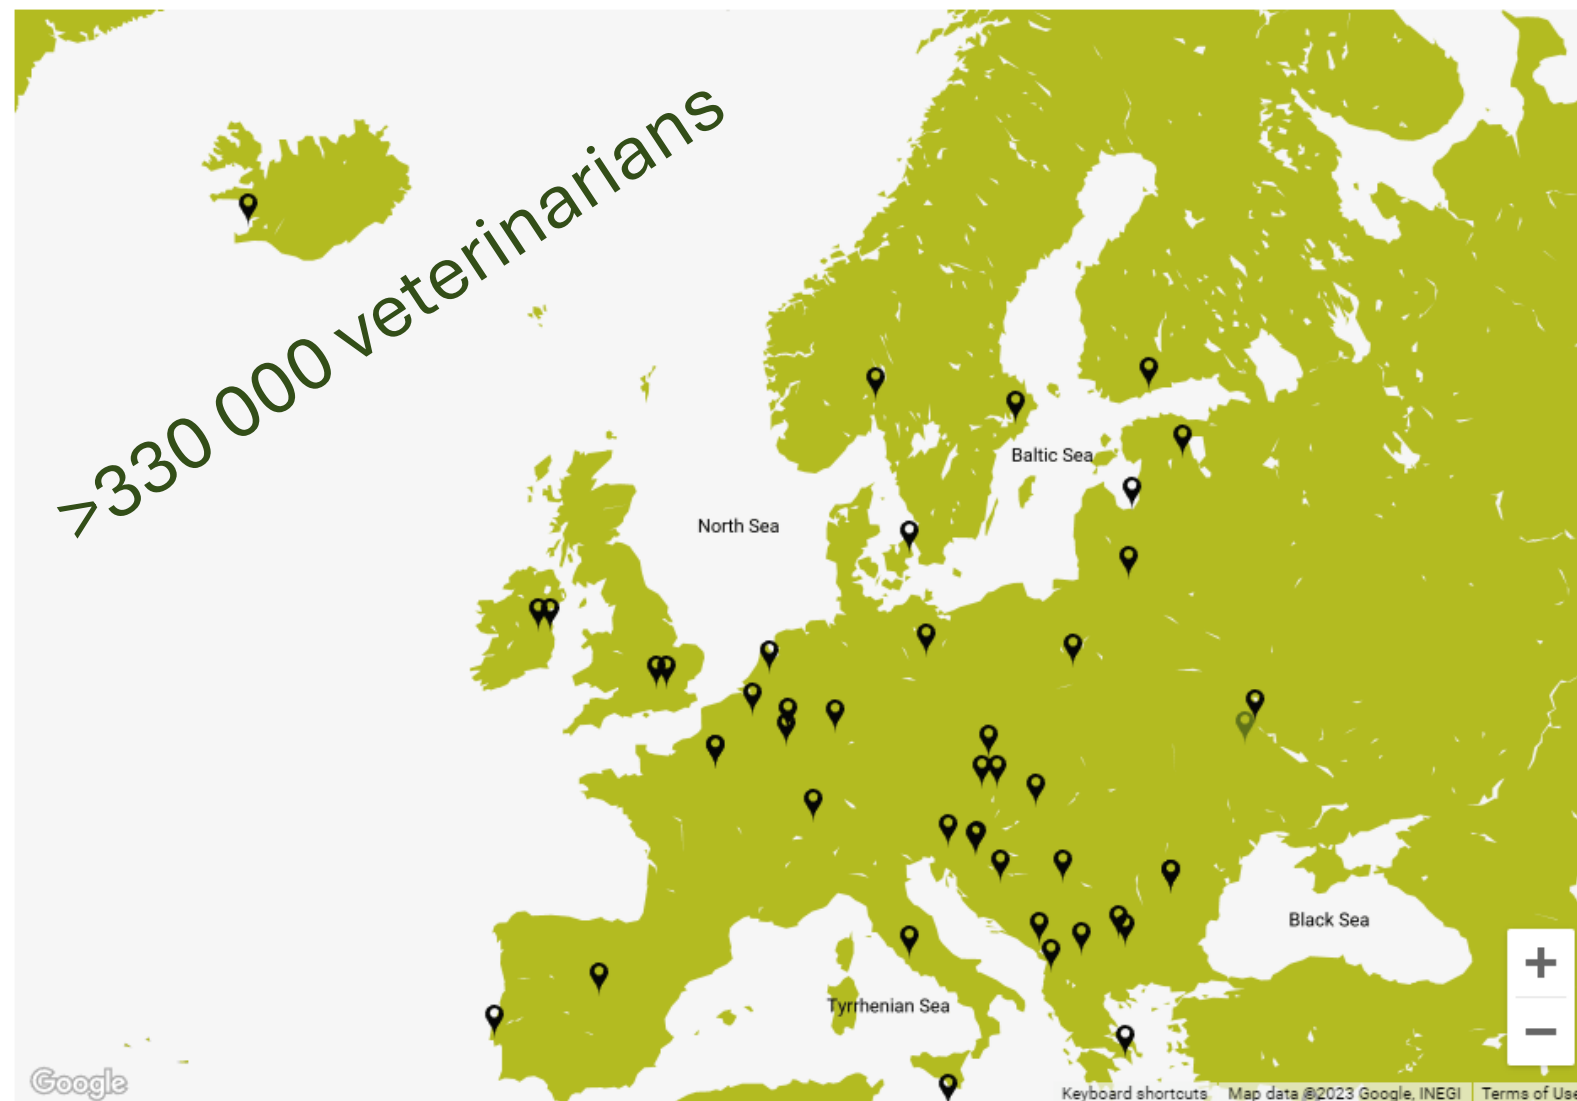 >330 000 veterinarians
Baltic Sea
North Sea
Black Sea
Tyrrhenian Sea
Google
Keyboard shortcuts
Map data ©2023 Google, INEGI
Terms of Use